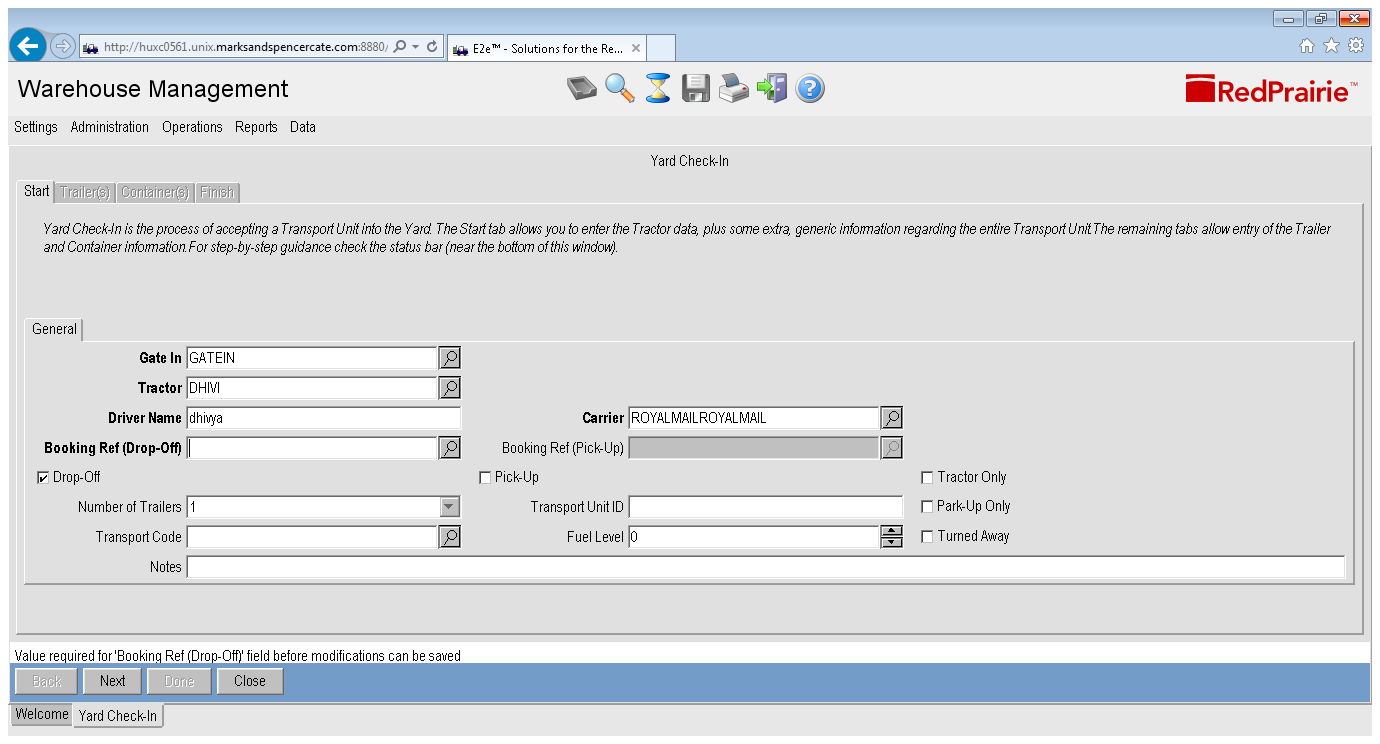 http://huxc0561.unix.marksandspencercate.com:8880/
E2e™ - Solutions for the Re...
Warehouse Management
RedPrairie™
Settings Administration Operations Reports Data
Yard Check-In
Start Trailer(s) Container(s) Finish
Yard Check-In is the process of accepting a Transport Unit into the Yard. The Start tab allows you to enter the Tractor data, plus some extra, generic information regarding the entire Transport Unit.The remaining tabs allow entry of the Trailer
and Container information.For step-by-step guidance check the status bar (near the bottom of this window).
General
Gate In GATEIN
Tractor DHIVI
Driver Name dhivya Carrier ROYALMAILROYALMAIL
Booking Ref (Drop-Off) Booking Ref (Pick-Up)
Drop-Off Pick-Up Tractor Only
Number of Trailers 1 Transport Unit ID Park-Up Only
Transport Code Fuel Level 0 Turned Away
Notes
Value required for 'Booking Ref (Drop-Off)' field before modifications can be saved
Back Next Done Close
Welcome Yard Check-In